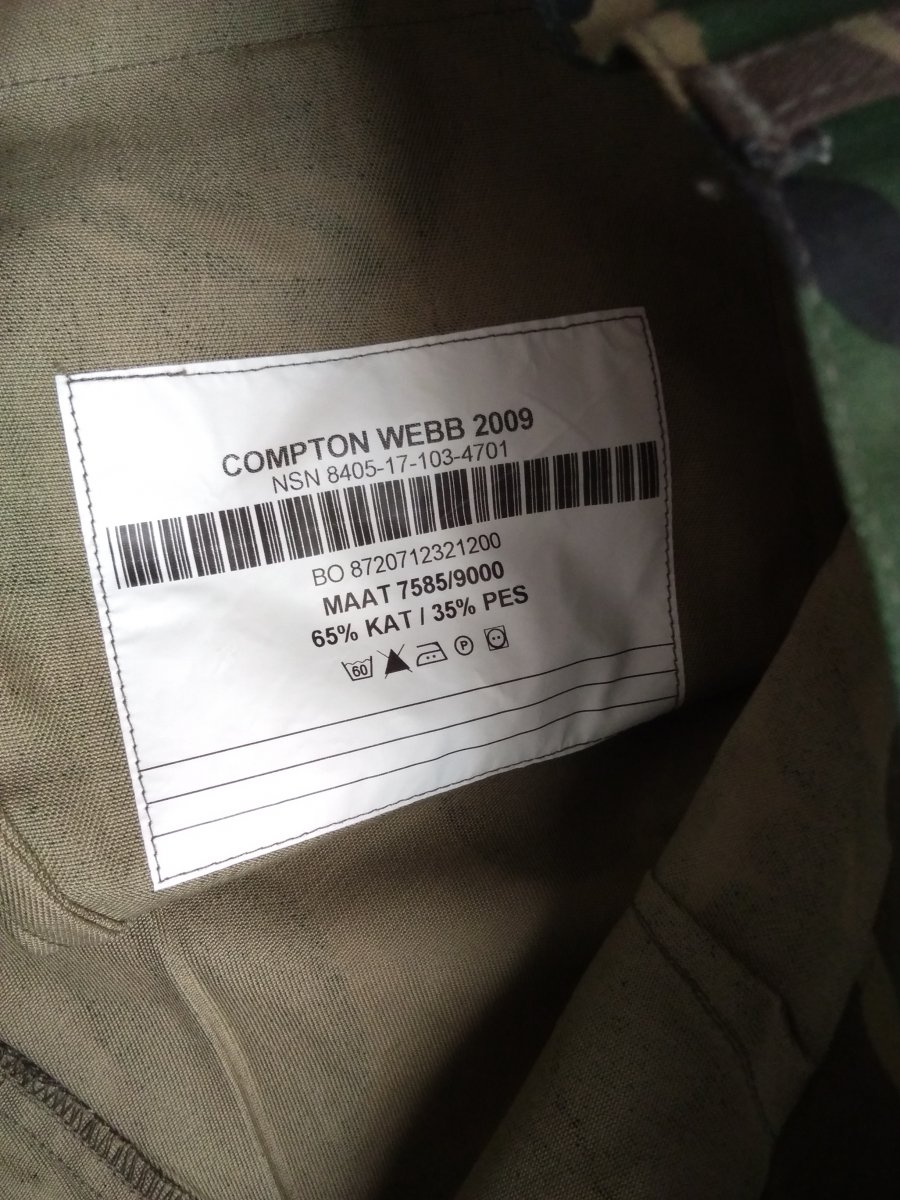 COMPTON WEBB 2009
NSN 8405-17-103-4701
BO 8720712321200
MAAT 7585/9000
65% KAT / 35% PES
60 P